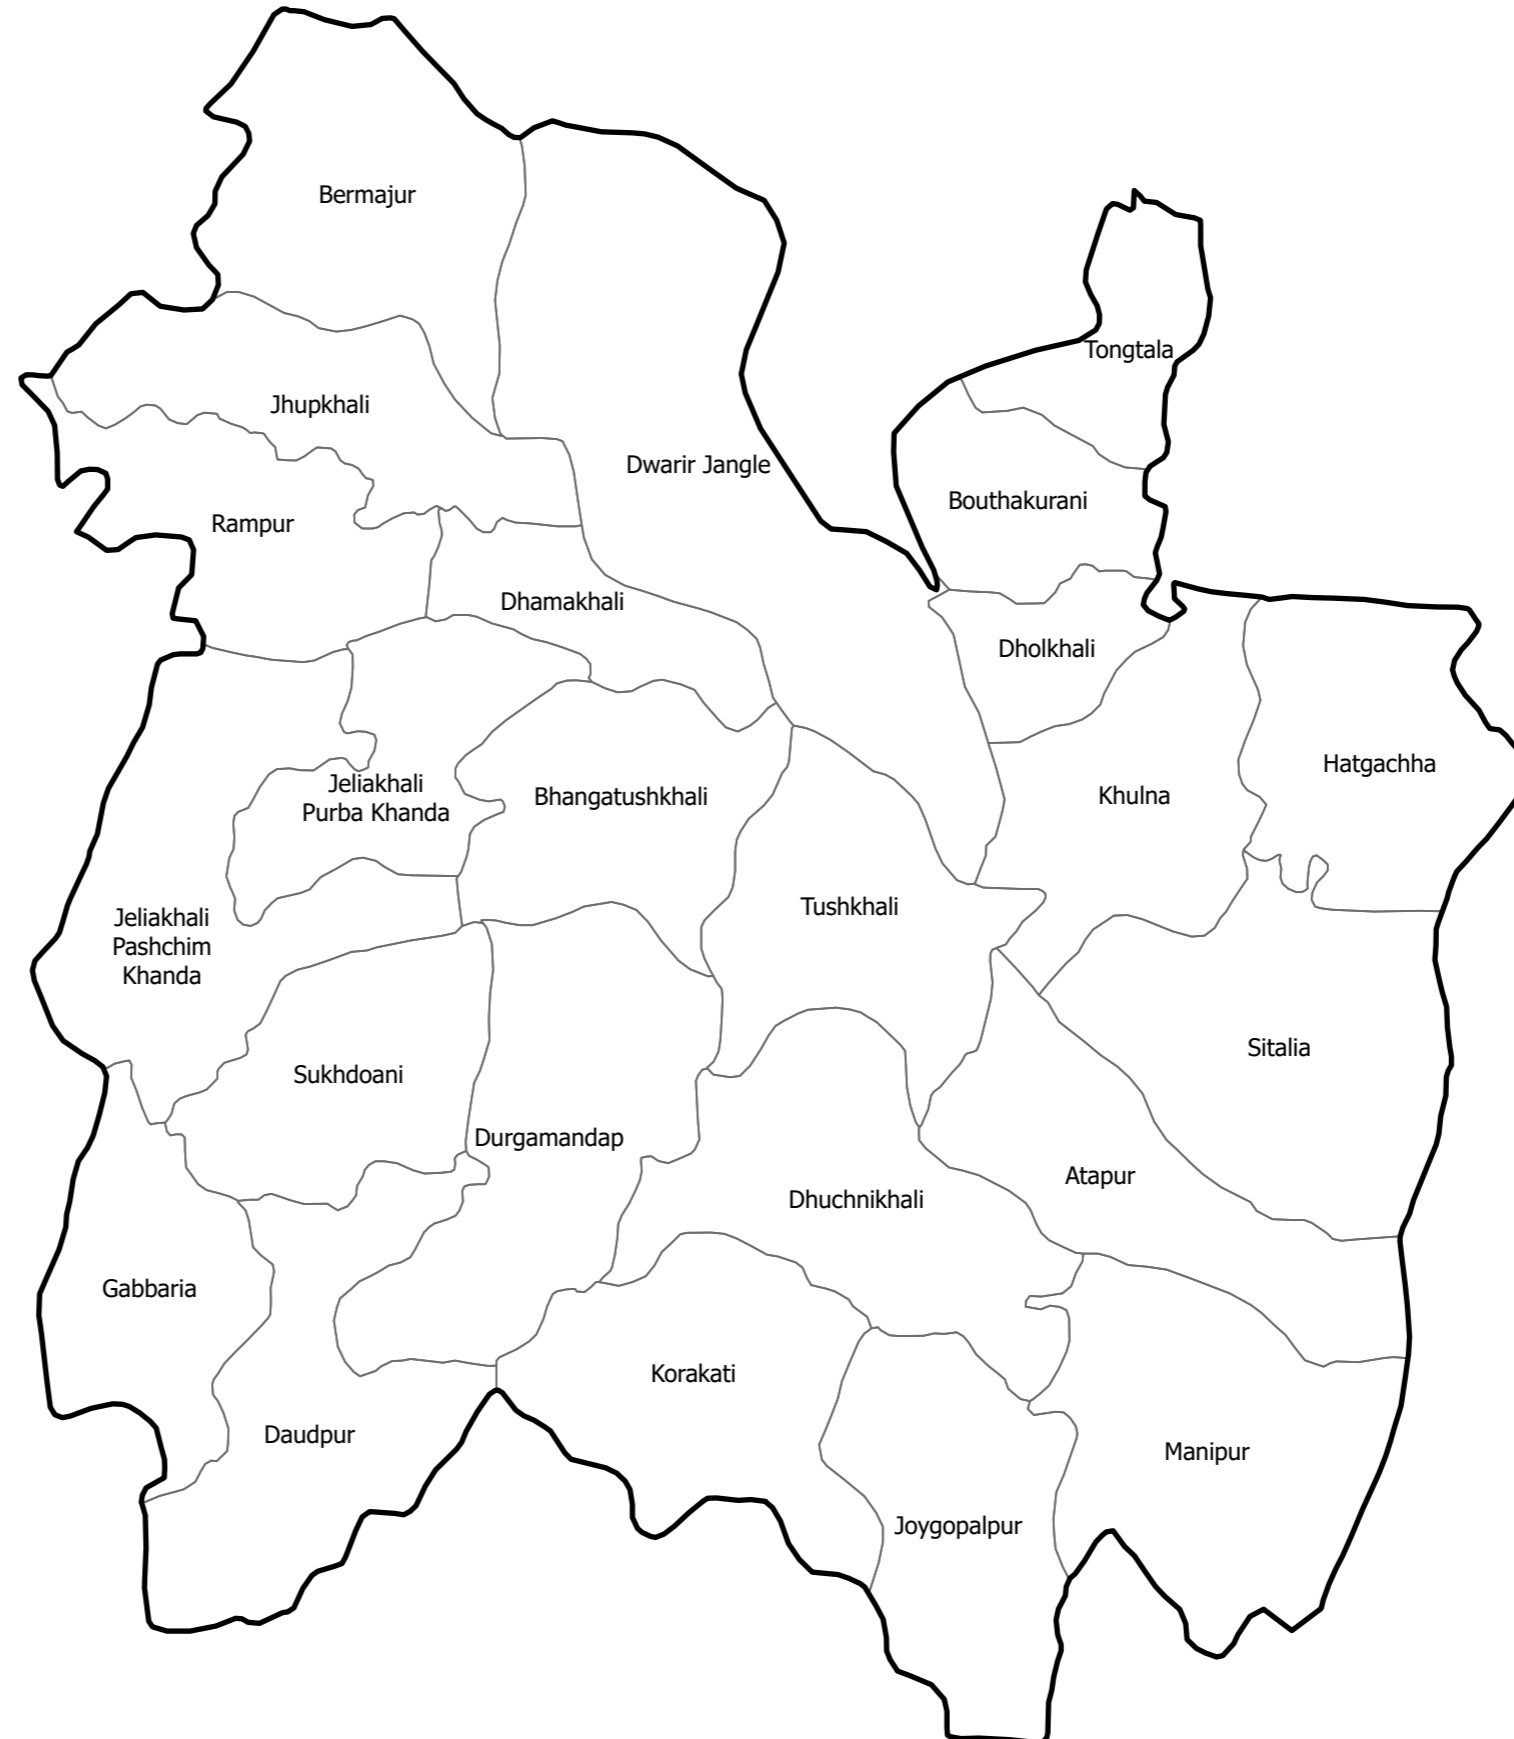 Bermajur
Tongtala
Jhupkhali
Dwarir Jangle
Bouthakurani
Rampur
Dhamakhali
Dholkhali
Hatgachha
Jeliakhali
Purba Khanda
Bhangatushkhali
Khulna
Tushkhali
Jeliakhali
Pashchim
Khanda
Sitalia
Sukhdoani
Durgamandap
Atapur
Dhuchnikhali
Gabbaria
Korakati
Daudpur
Manipur
Joygopalpur